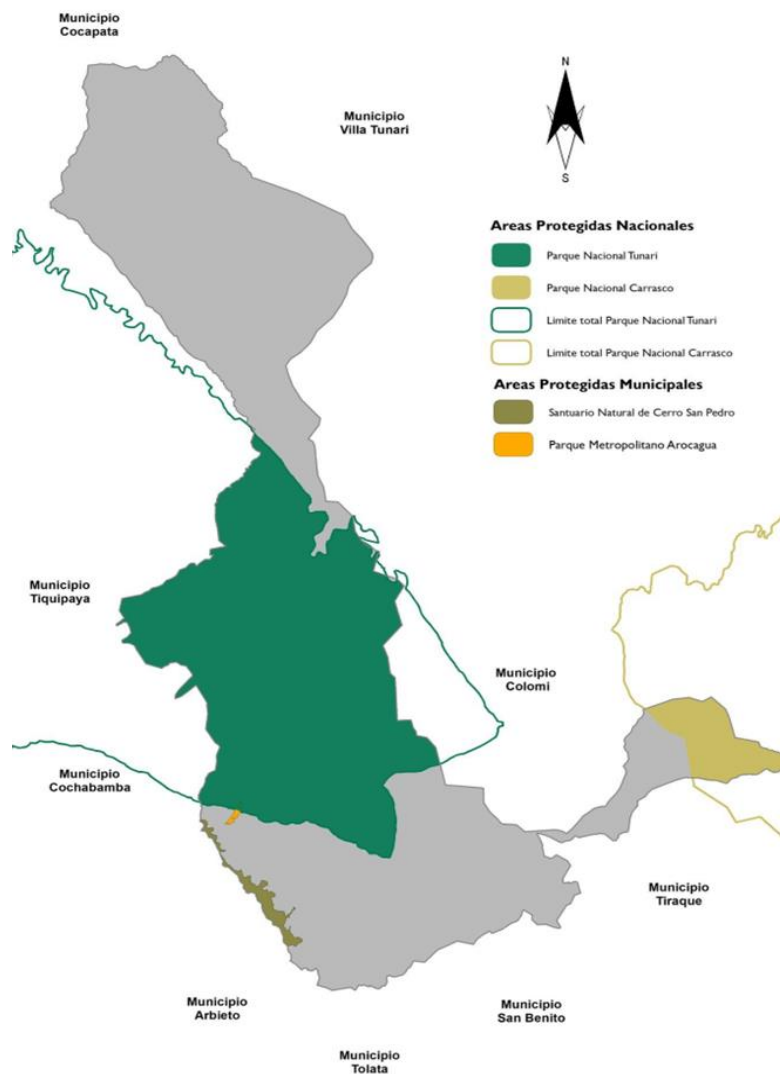 Municipio
Cocapata
Municipio
Villa Tunari
N
S
Areas Protegidas Nacionales
Parque Nacional Tunari
Parque Nacional Carrasco
Limite total Parque Nacional Tunari
Limite total Parque Nacional Carrasco
Areas Protegidas Municipales
Santuario Natural de Cerro San Pedro
Parque Metropolitano Arocagua
Municipio
Tiquipaya
Municipio
Colomi
Municipio
Cochabamba
Municipio
Tiraque
Municipio
Arbieto
Municipio
San Benito
Municipio
Tolata